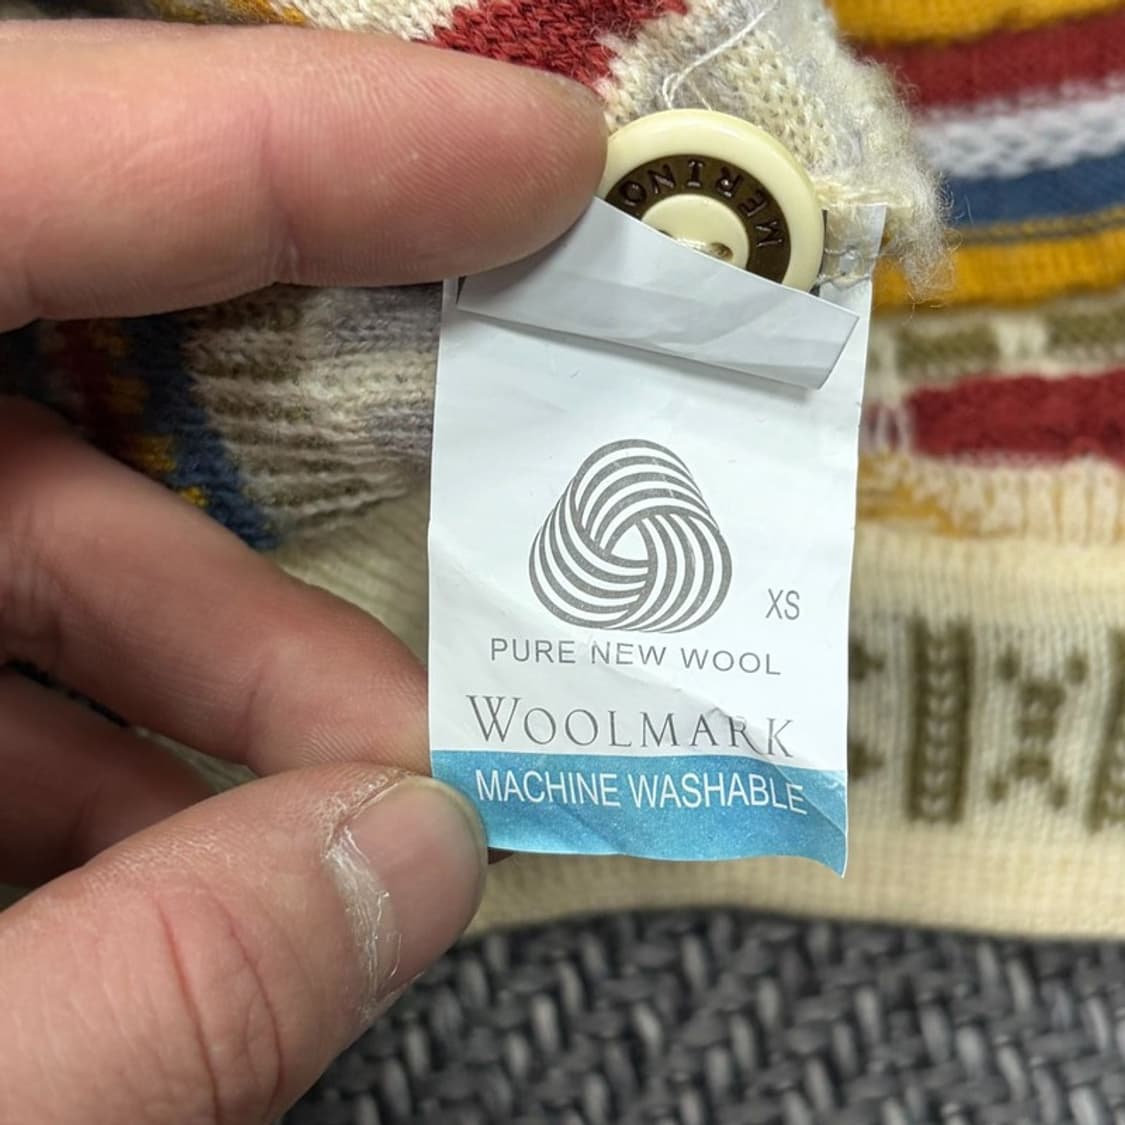 MERINO
XS
PURE NEW WOOL
WOOLMARK
MACHINE WASHABLE